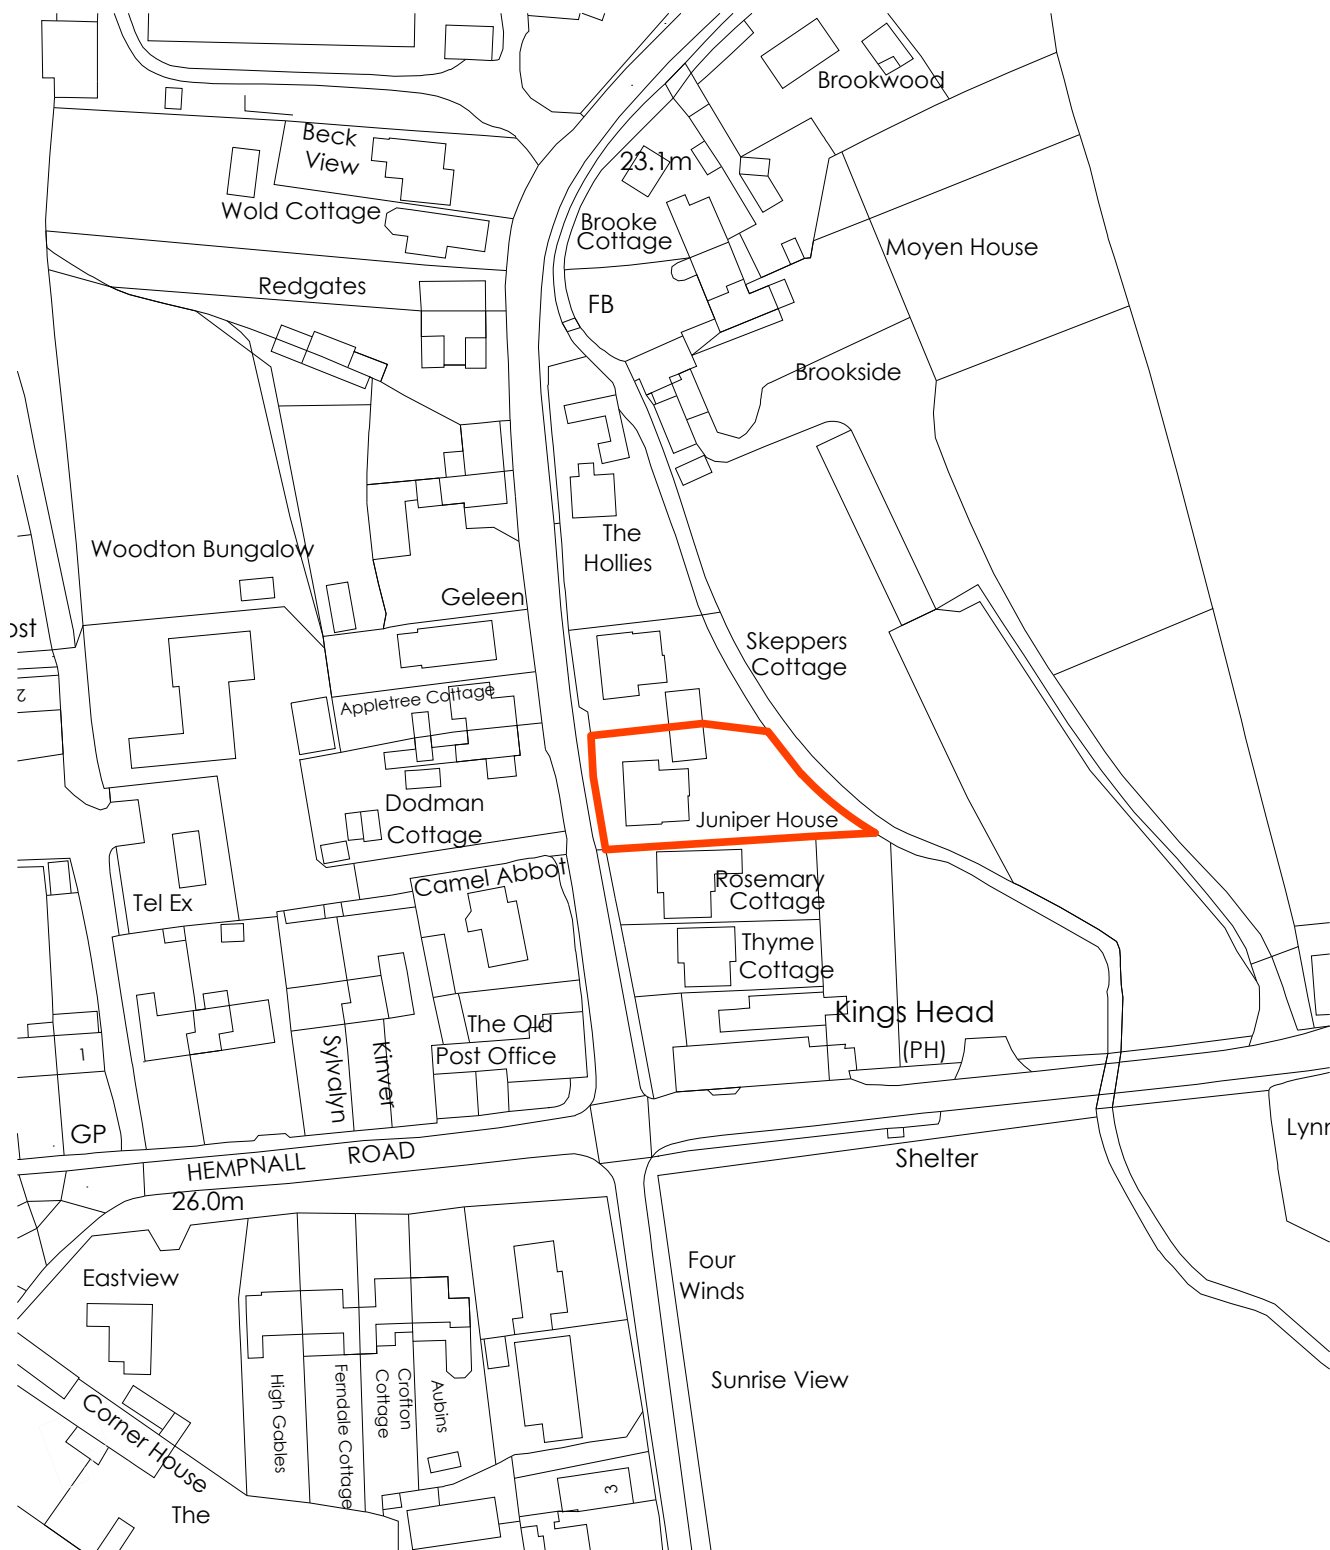 Brookwood
Beck
View
23.1m
Wold Cottage
Brooke
Cottage
Moyen House
Redgates
FB
Brookside
The
Hollies
Woodton Bungalow
Geleen
ost
Skeppers
Cottage
2
Appletree Cottage
Dodman
Cottage
Juniper House
Camel Abbot
Rosemary
Cottage
Tel Ex
Thyme
Cottage
Kings Head
(PH)
The Old
Post Office
Sylvalyn
Kinver
1
GP
HEMPNALL ROAD
Lynn
Shelter
26.0m
Four
Winds
Eastview
Sunrise View
High Gables
Ferndale Cottage
Crofton
Cottage
Aubins
Corner House
The
3